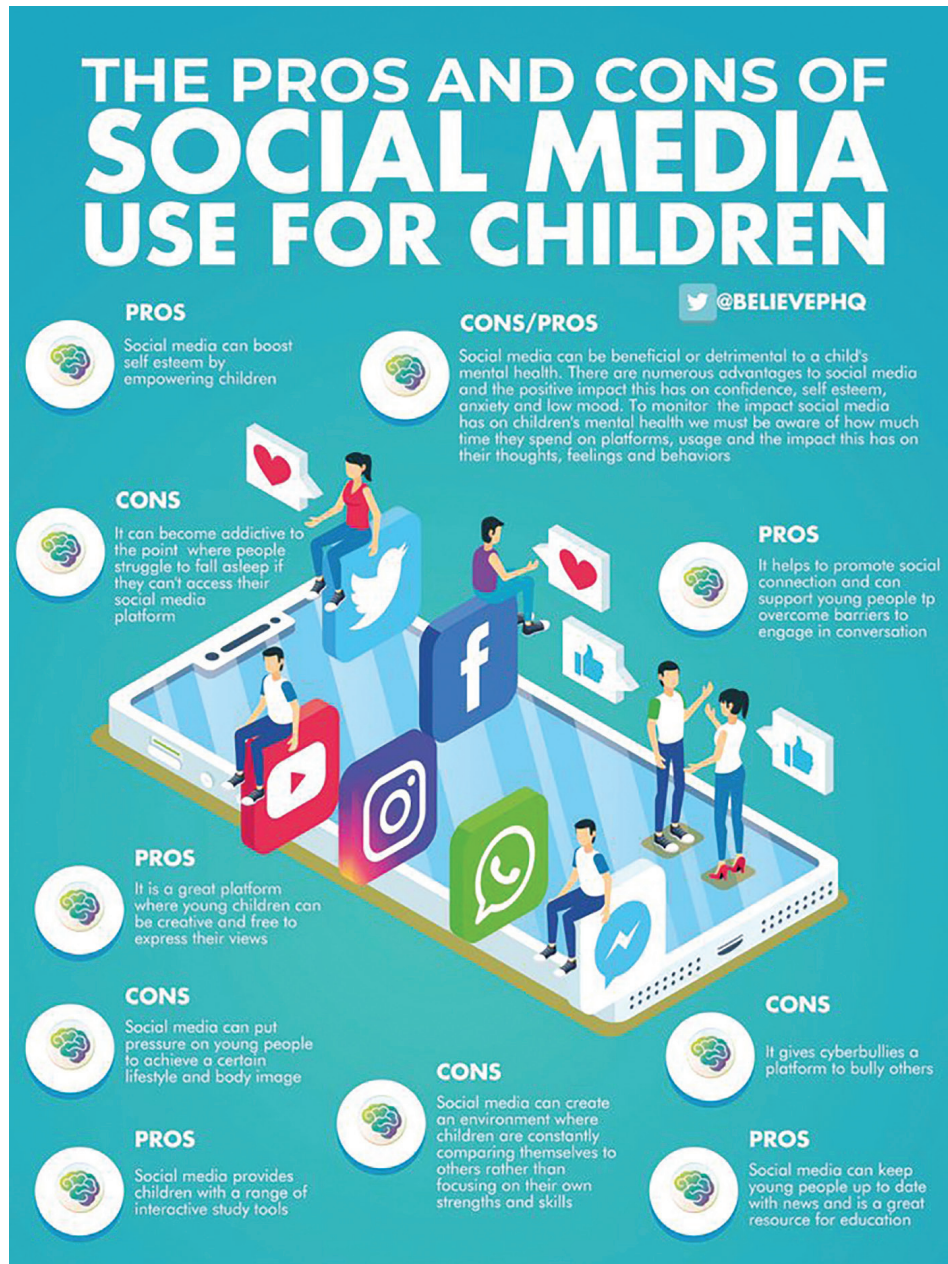 THE PROS AND CONS OF
SOCIAL MEDIA
USE FOR CHILDREN
@BELIEVEPHQ
PROS
Social media can boost
self esteem by
empowering children
CONS/PROS
Social media can be beneficial or detrimental to a child's
mental health. There are numerous advantages to social media
and the positive impact this has on confidence, self esteem,
anxiety and low mood. To monitor the impact social media
has on children's mental health we must be aware of how much
time they spend on platforms, usage and the impact this has on
their thoughts, feelings and behaviors
CONS
It can become addictive to
the point where people
struggle to fall asleep if
they can't access their
social media
platform
PROS
It helps to promote social
connection and can
support young people tp
overcome barriers to
engage in conversation
PROS
It is a great platform
where young children can
be creative and free to
express their views
CONS
Social media can put
pressure on young people
to achieve a certain
lifestyle and body image
CONS
It gives cyberbullies a
platform to bully others
CONS
Social media can create
an environment where
children are constantly
comparing themselves to
others rather than
focusing on their own
strengths and skills
PROS
Social media provides
children with a range of
interactive study tools
PROS
Social media can keep
young people up to date
with news and is a great
resource for education